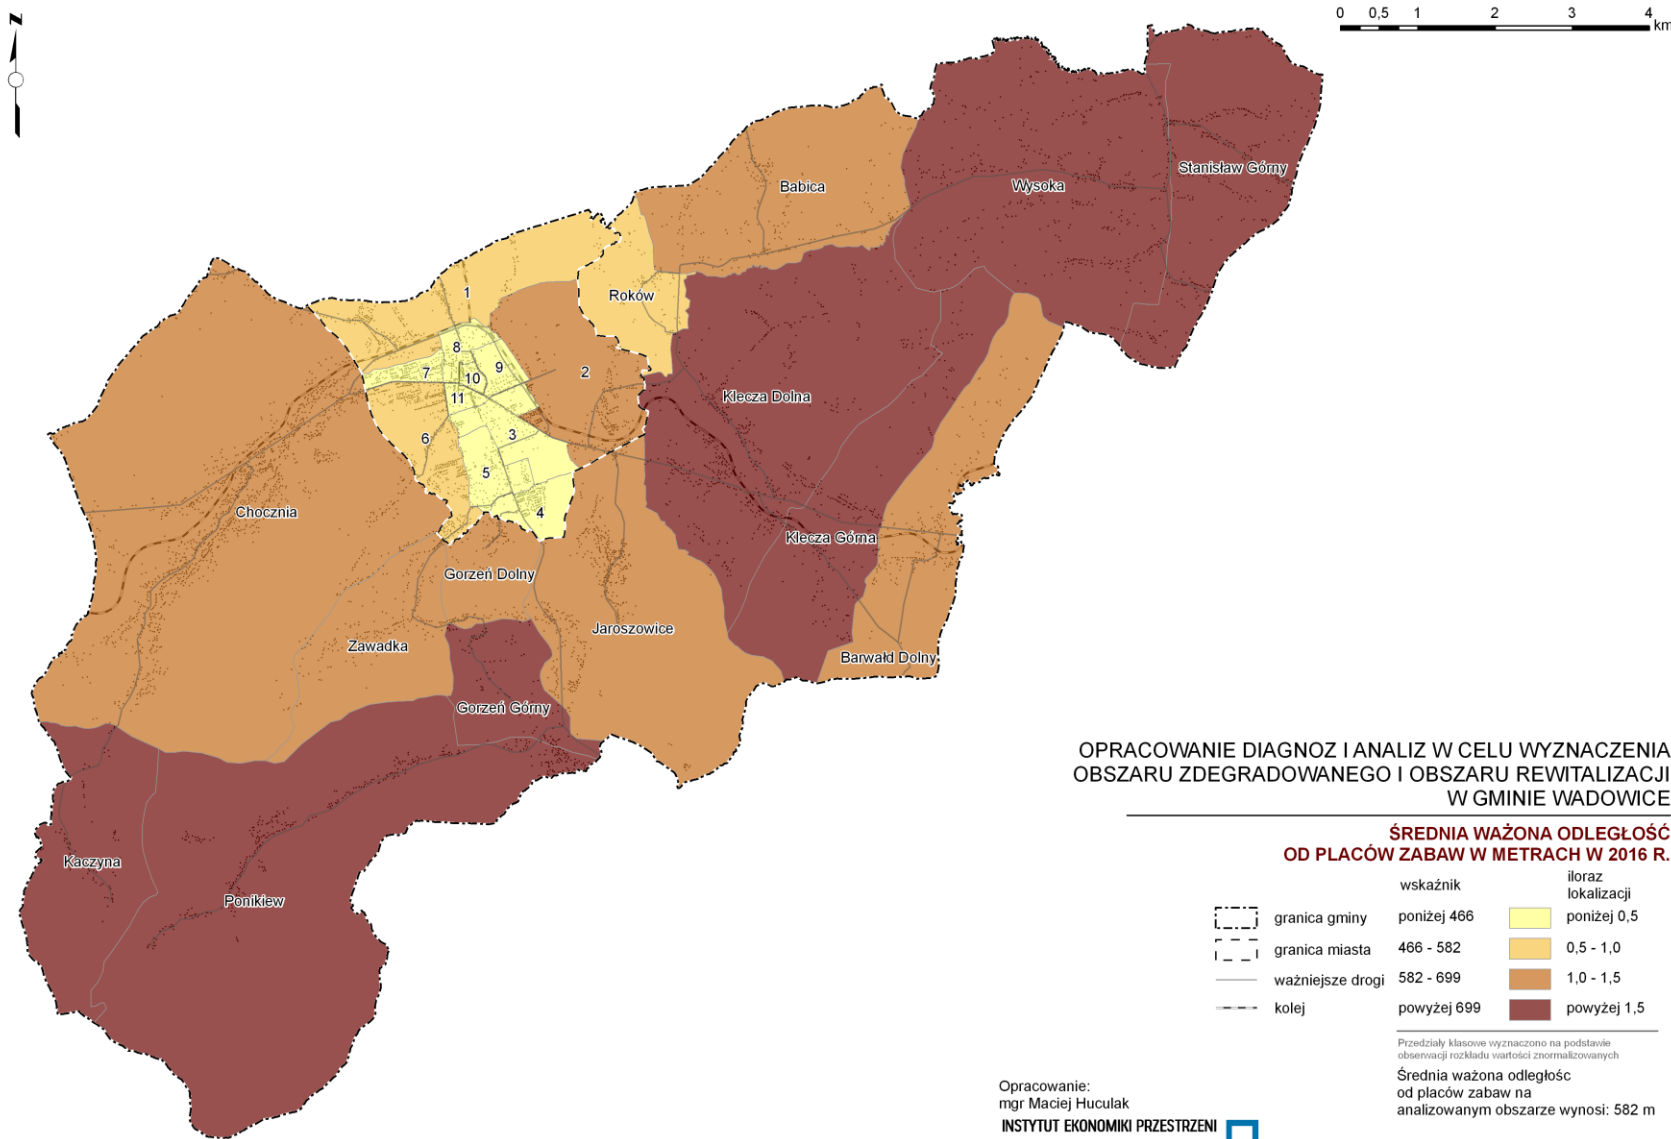 N
0 0,5 1 2 3 4
km
Stanisław Górny
Wysoka
Babica
Roków
1
8
9
2
7
10
11
Klecza Dolna
3
6
5
Chocznia
4
Klecza Górna
Gorzeń Dolny
Jaroszowice
Zawadka
Barwałd Dolny
Gorzeń Górny
Kaczyna
Ponikiew
OPRACOWANIE DIAGNOZ I ANALIZ W CELU WYZNACZENIA
OBSZARU ZDEGRADOWANEGO I OBSZARU REWITALIZACJI
W GMINIE WADOWICE
ŚREDNIA WAŻONA ODLEGŁOŚĆ
OD PLACÓW ZABAW W METRACH W 2016 R.
wskaźnik
iloraz
lokalizacji
granica gminy poniżej 466 poniżej 0,5
granica miasta 466 - 582 0,5 - 1,0
ważniejsze drogi 582 - 699 1,0 - 1,5
kolej powyżej 699 powyżej 1,5
Przedziały klasowe wyznaczono na podstawie
obserwacji rozkładu wartości znormalizowanych
Średnia ważona odległośc
od placów zabaw na
analizowanym obszarze wynosi: 582 m
Opracowanie:
mgr Maciej Huculak
INSTYTUT EKONOMIKI PRZESTRZENI